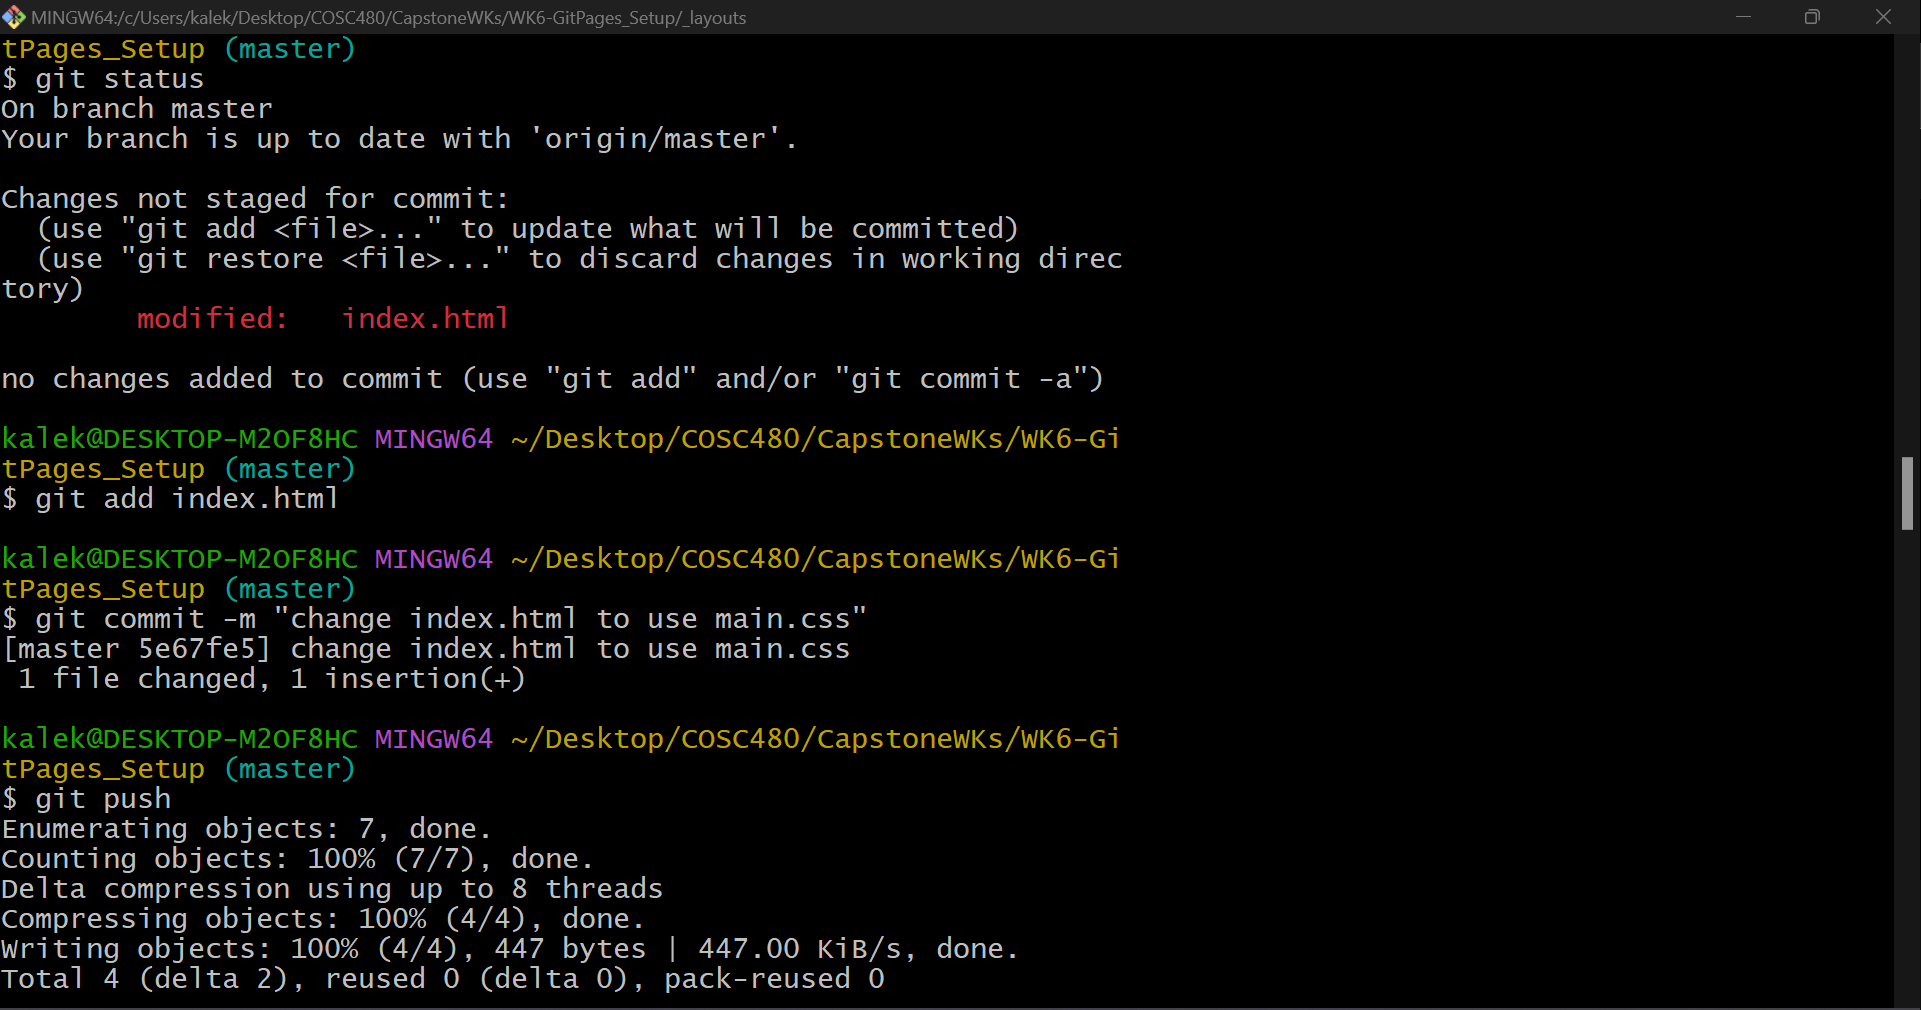 MINGW64:/c/Users/kalek/Desktop/COSC480/CapstoneWKs/WK6-GitPages_Setup/_layouts
tPages_Setup (master)
$ git status
On branch master
Your branch is up to date with 'origin/master'.
Changes not staged for commit:
  (use "git add <file>..." to update what will be committed)
  (use "git restore <file>..." to discard changes in working direc
tory)
        modified:   index.html
no changes added to commit (use "git add" and/or "git commit -a")
kalek@DESKTOP-M2OF8HC MINGW64 ~/Desktop/COSC480/CapstoneWKs/WK6-Gi
tPages_Setup (master)
$ git add index.html
kalek@DESKTOP-M2OF8HC MINGW64 ~/Desktop/COSC480/CapstoneWKs/WK6-Gi
tPages_Setup (master)
$ git commit -m "change index.html to use main.css"
[master 5e67fe5] change index.html to use main.css
 1 file changed, 1 insertion(+)
kalek@DESKTOP-M2OF8HC MINGW64 ~/Desktop/COSC480/CapstoneWKs/WK6-Gi
tPages_Setup (master)
$ git push
Enumerating objects: 7, done.
Counting objects: 100% (7/7), done.
Delta compression using up to 8 threads
Compressing objects: 100% (4/4), done.
Writing objects: 100% (4/4), 447 bytes | 447.00 KiB/s, done.
Total 4 (delta 2), reused 0 (delta 0), pack-reused 0